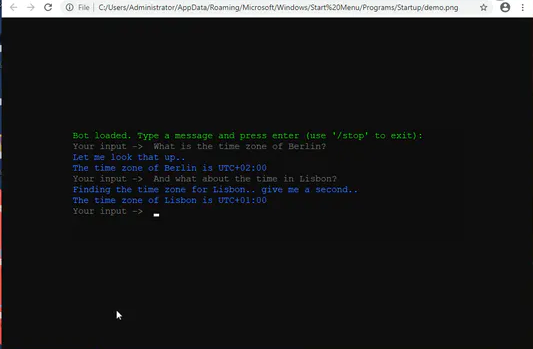 File | C:/Users/Administrator/AppData/Roaming/Microsoft/Windows/Start%20Menu/Programs/Startup/demo.png
Bot loaded. Type a message and press enter (use '/stop' to exit):
Your input -> What is the time zone of Berlin?
Let me look that up..
The time zone of Berlin is UTC+02:00
Your input -> And what about the time in Lisbon?
Finding the time zone for Lisbon.. give me a second..
The time zone of Lisbon is UTC+01:00
Your input ->